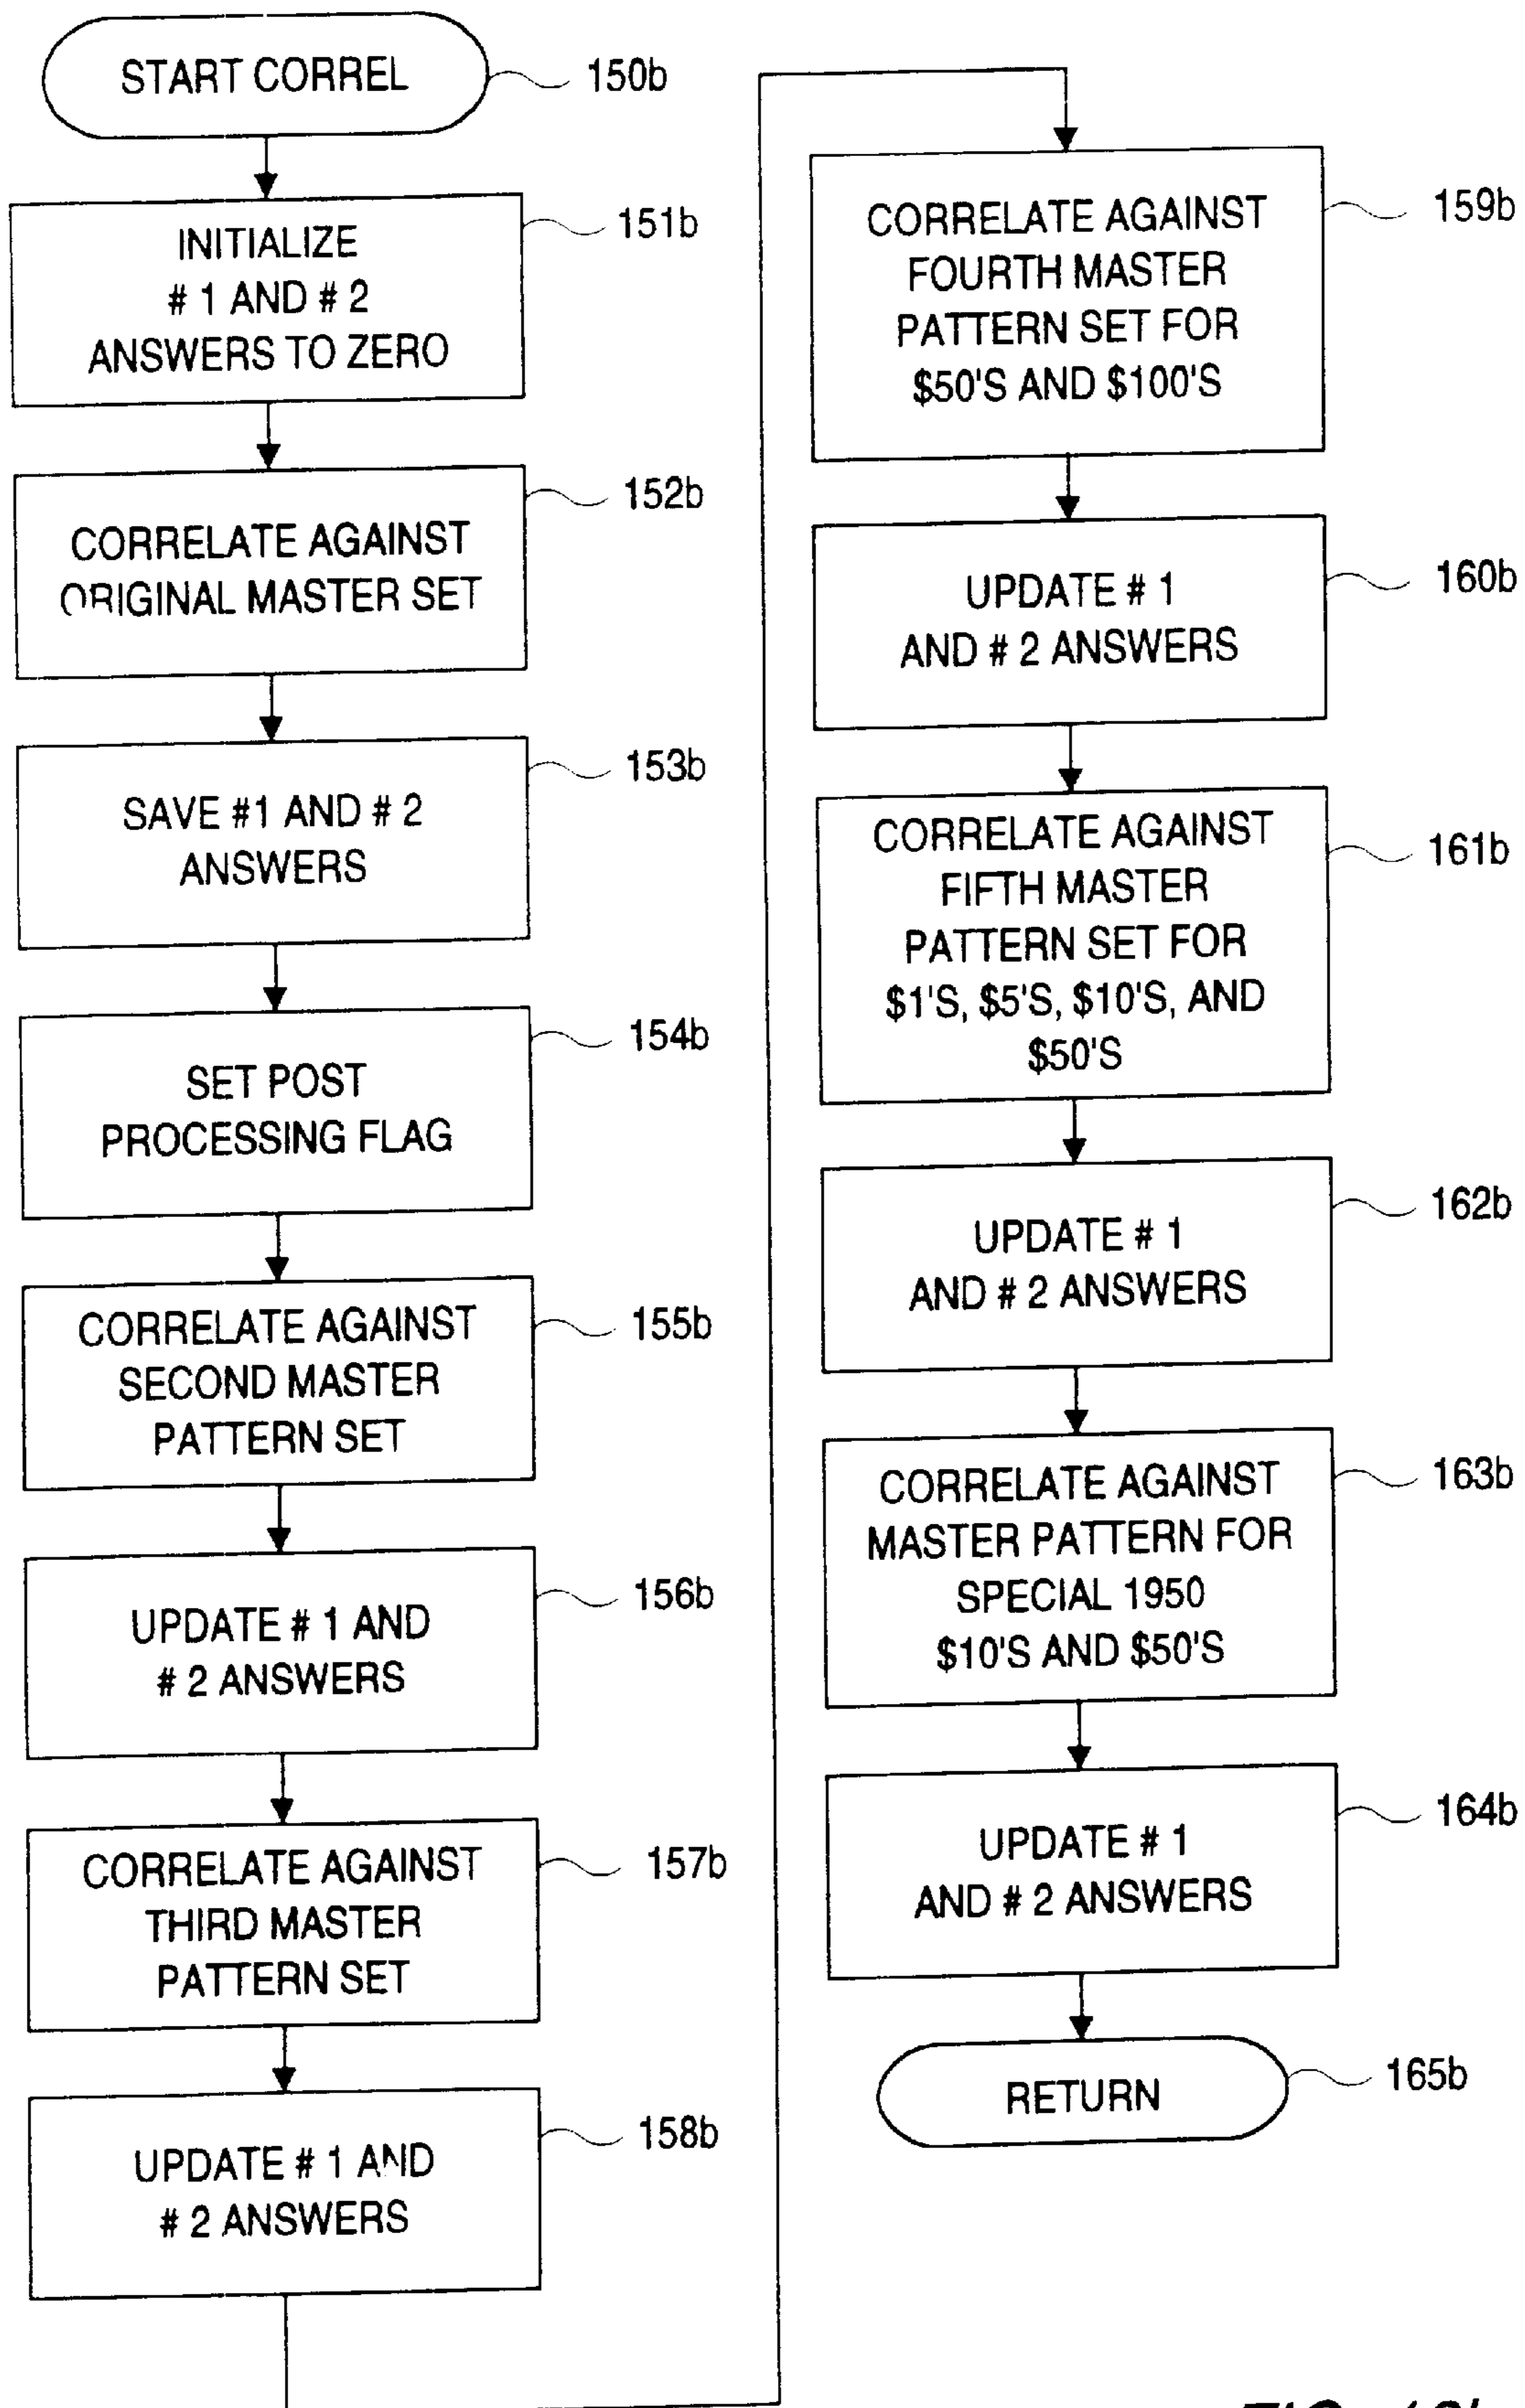 START CORREL
150b
INITIALIZE
# 1 AND # 2
ANSWERS TO ZERO
151b
CORRELATE AGAINST
ORIGINAL MASTER SET
152b
SAVE #1 AND # 2
ANSWERS
153b
SET POST
PROCESSING FLAG
154b
CORRELATE AGAINST
SECOND MASTER
PATTERN SET
155b
UPDATE # 1 AND
# 2 ANSWERS
156b
CORRELATE AGAINST
THIRD MASTER
PATTERN SET
157b
UPDATE # 1 AND
# 2 ANSWERS
158b
CORRELATE AGAINST
FOURTH MASTER
PATTERN SET FOR
$50'S AND $100'S
159b
UPDATE # 1
AND # 2 ANSWERS
160b
CORRELATE AGAINST
FIFTH MASTER
PATTERN SET FOR
$1'S, $5'S, $10'S, AND
$50'S
161b
UPDATE # 1
AND # 2 ANSWERS
162b
CORRELATE AGAINST
MASTER PATTERN FOR
SPECIAL 1950
$10'S AND $50'S
163b
UPDATE # 1
AND # 2 ANSWERS
164b
RETURN
165b